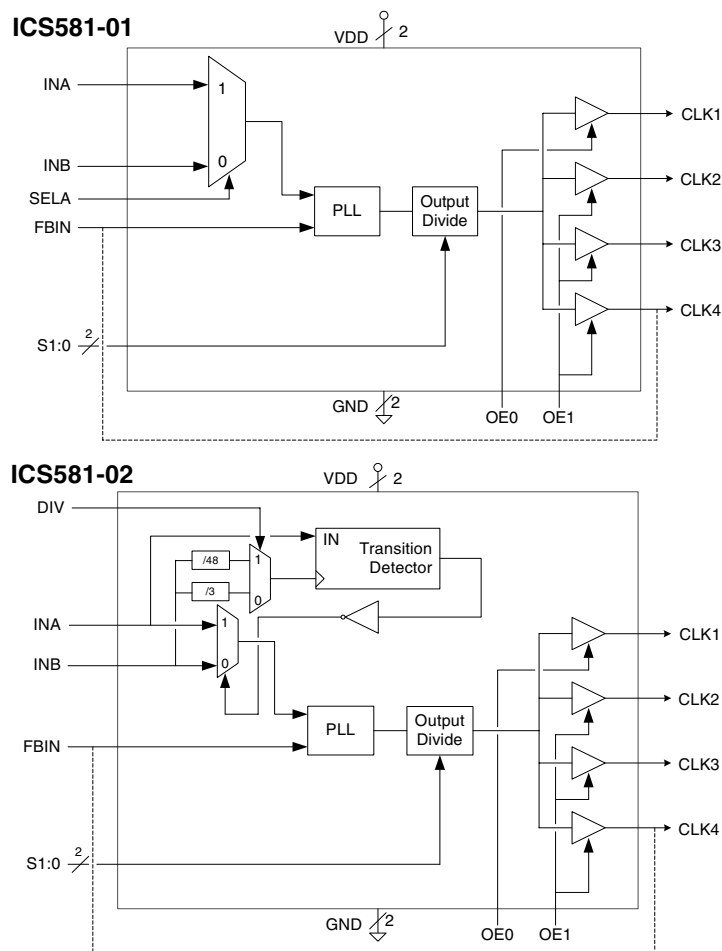 ICS581-01
VDD 2
INA
1
CLK1
INB
0
CLK2
SELA
PLL
Output
Divide
FBIN
CLK3
CLK4
S1:0 2
GND 2
OE0
OE1
ICS581-02
VDD 2
DIV
IN
Transition
Detector
1
/48
/3
0
INA
1
CLK1
INB
0
CLK2
PLL
Output
Divide
FBIN
CLK3
CLK4
S1:0 2
GND 2
OE0
OE1